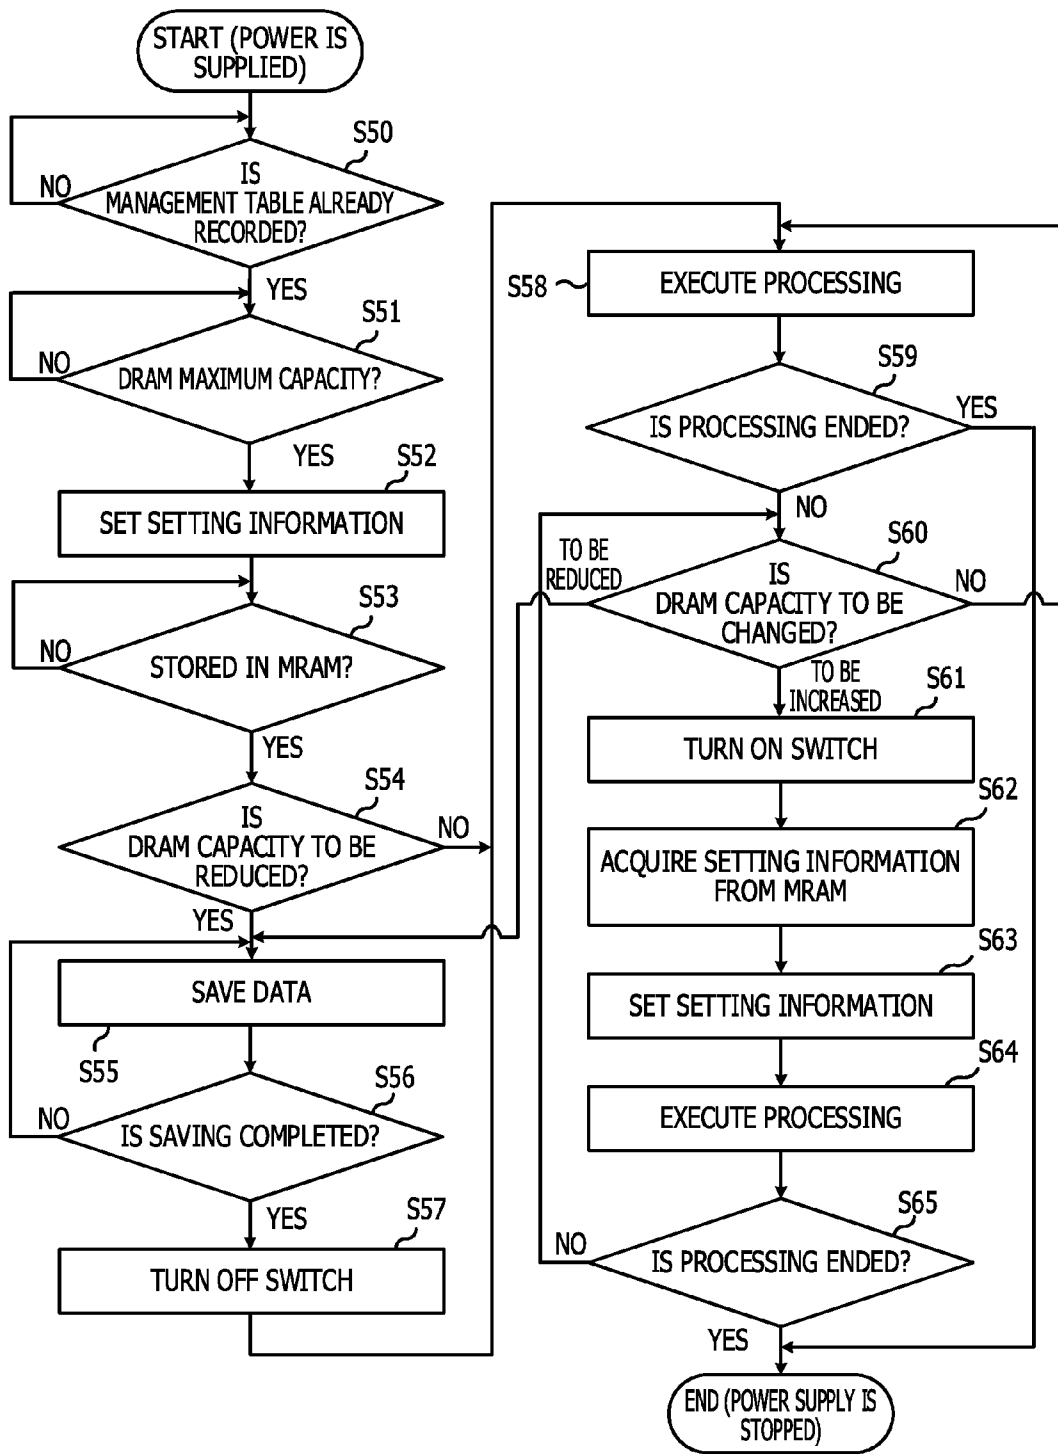 START (POWER IS
SUPPLIED)
S50
IS
MANAGEMENT TABLE ALREADY
RECORDED?
NO
YES
S51
DRAM MAXIMUM CAPACITY?
NO
YES
S52
SET SETTING INFORMATION
S53
STORED IN MRAM?
NO
YES
S54
IS
DRAM CAPACITY TO BE
REDUCED?
NO
YES
SAVE DATA
S55
S56
IS SAVING COMPLETED?
NO
YES
S57
TURN OFF SWITCH
S58
EXECUTE PROCESSING
S59
IS PROCESSING ENDED?
YES
NO
S60
TO BE
REDUCED
IS
DRAM CAPACITY TO BE
CHANGED?
NO
TO BE
INCREASED
S61
TURN ON SWITCH
S62
ACQUIRE SETTING INFORMATION
FROM MRAM
S63
SET SETTING INFORMATION
S64
EXECUTE PROCESSING
S65
IS PROCESSING ENDED?
NO
YES
END (POWER SUPPLY IS
STOPPED)